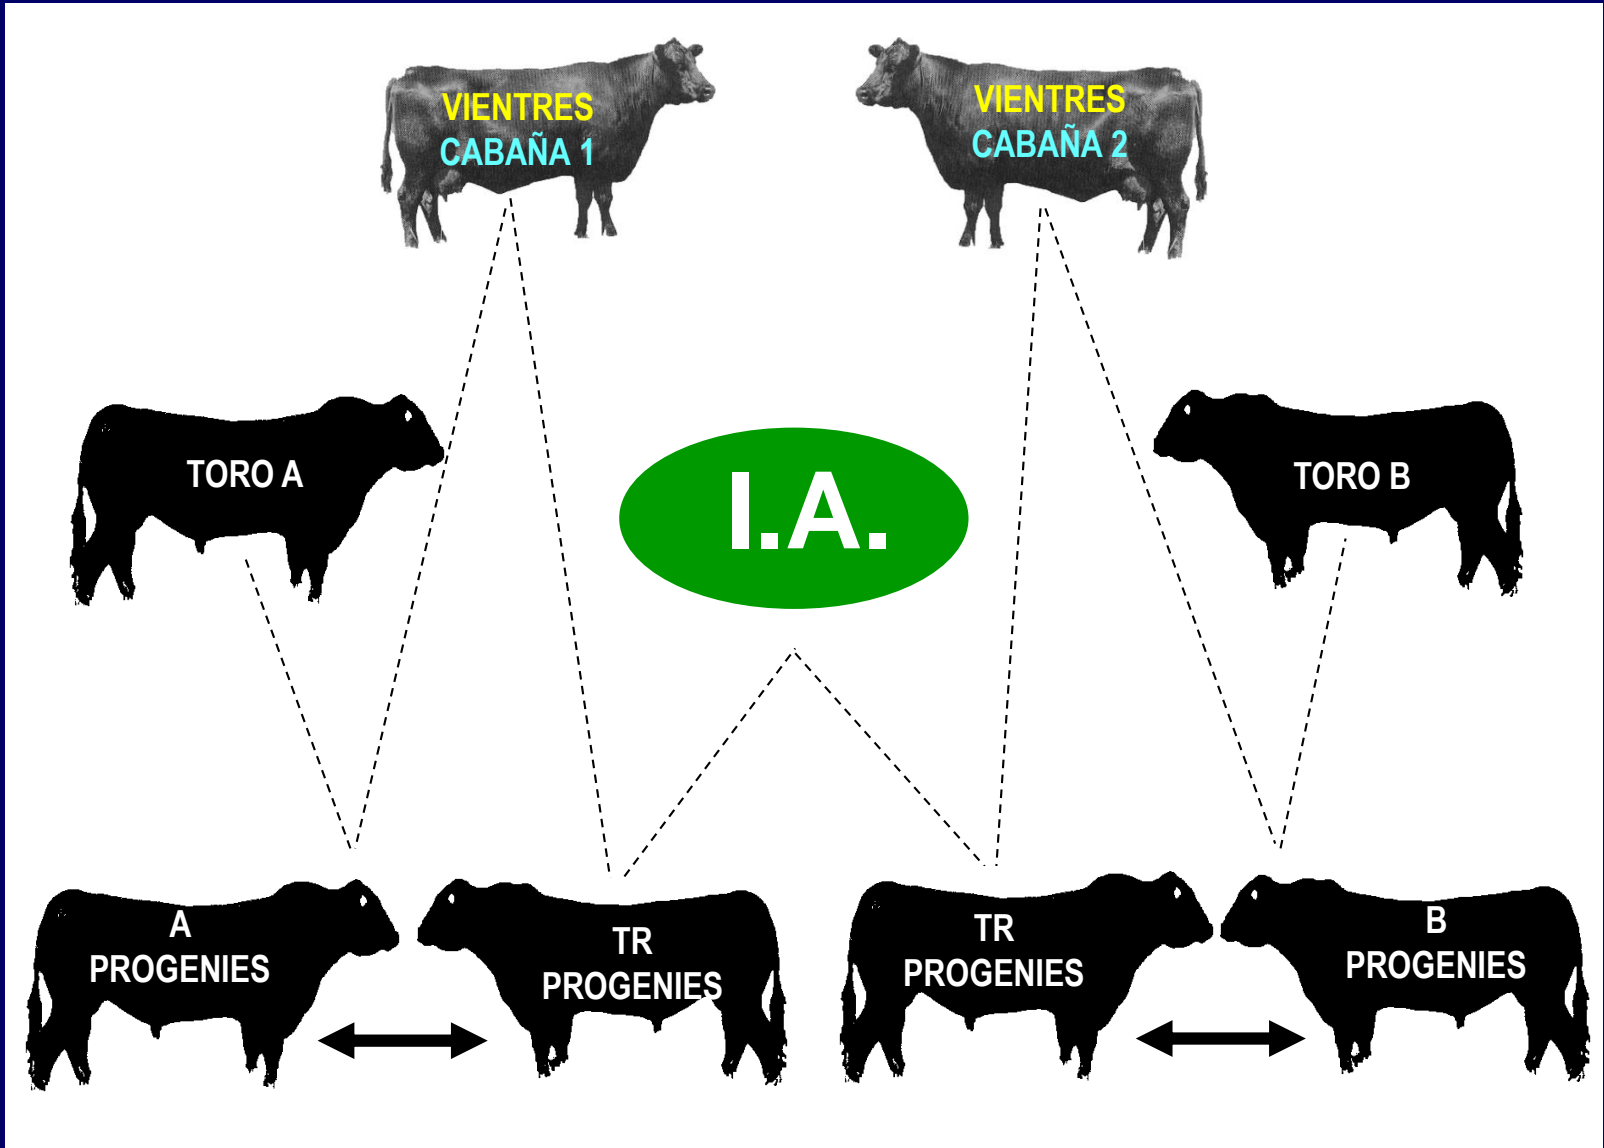 VIENTRES
CABAÑA 1
VIENTRES
CABAÑA 2
TORO A
I.A.
TORO B
A
PROGENIES
TR
PROGENIES
TR
PROGENIES
B
PROGENIES